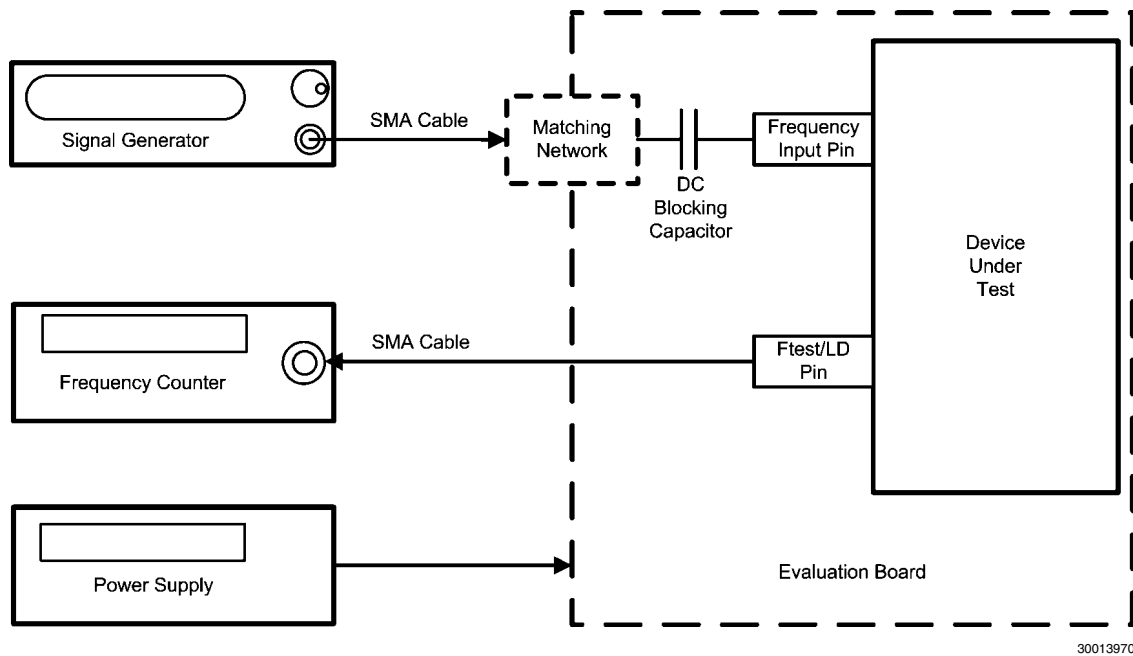 Signal Generator
SMA Cable
Matching
Network
DC
Blocking
Capacitor
Frequency
Input Pin
Device
Under
Test
Frequency Counter
SMA Cable
Ftest/LD
Pin
Power Supply
Evaluation Board
30013970